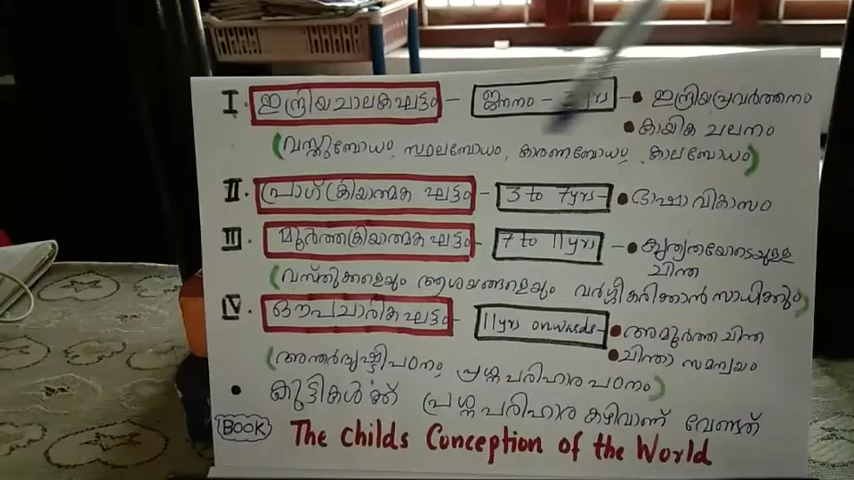 I. ഇന്ദ്രിയചാലകഘട്ടം – ജനനം – yrs • ഇന്ദ്രിയപ്രവർത്തനം
• കായിക ചലനം
(വസ്തുബോധം, സ്ഥലബോധം, കാരണബോധം, കാലബോധം)
II. പ്രാഗ് ക്രിയാത്മക ഘട്ടം – 3 to 7yrs • ഭാഷാ വികാസം
III. മൂർത്തക്രിയാത്മക ഘട്ടം – 7 to 11yrs – • കൃത്യതയോടെയുള്ള
ചിന്ത
(വസ്തുക്കളെയും ആശയങ്ങളെയും വർഗ്ഗീകരിക്കാൻ സാധിക്കും)
IV. ഔപചാരിക ഘട്ടം – 11yrs onwards – • അമൂർത്ത ചിന്ത
• ചിന്താ സമന്വയം
(അന്തർദൃഷ്ടിപഠനം, പ്രശ്ന പരിഹാര പഠനം)
• കുട്ടികൾക്ക് പ്രശ്ന പരിഹാര കഴിവാണ് വേണ്ടത്
BOOK The Childs Conception of the World